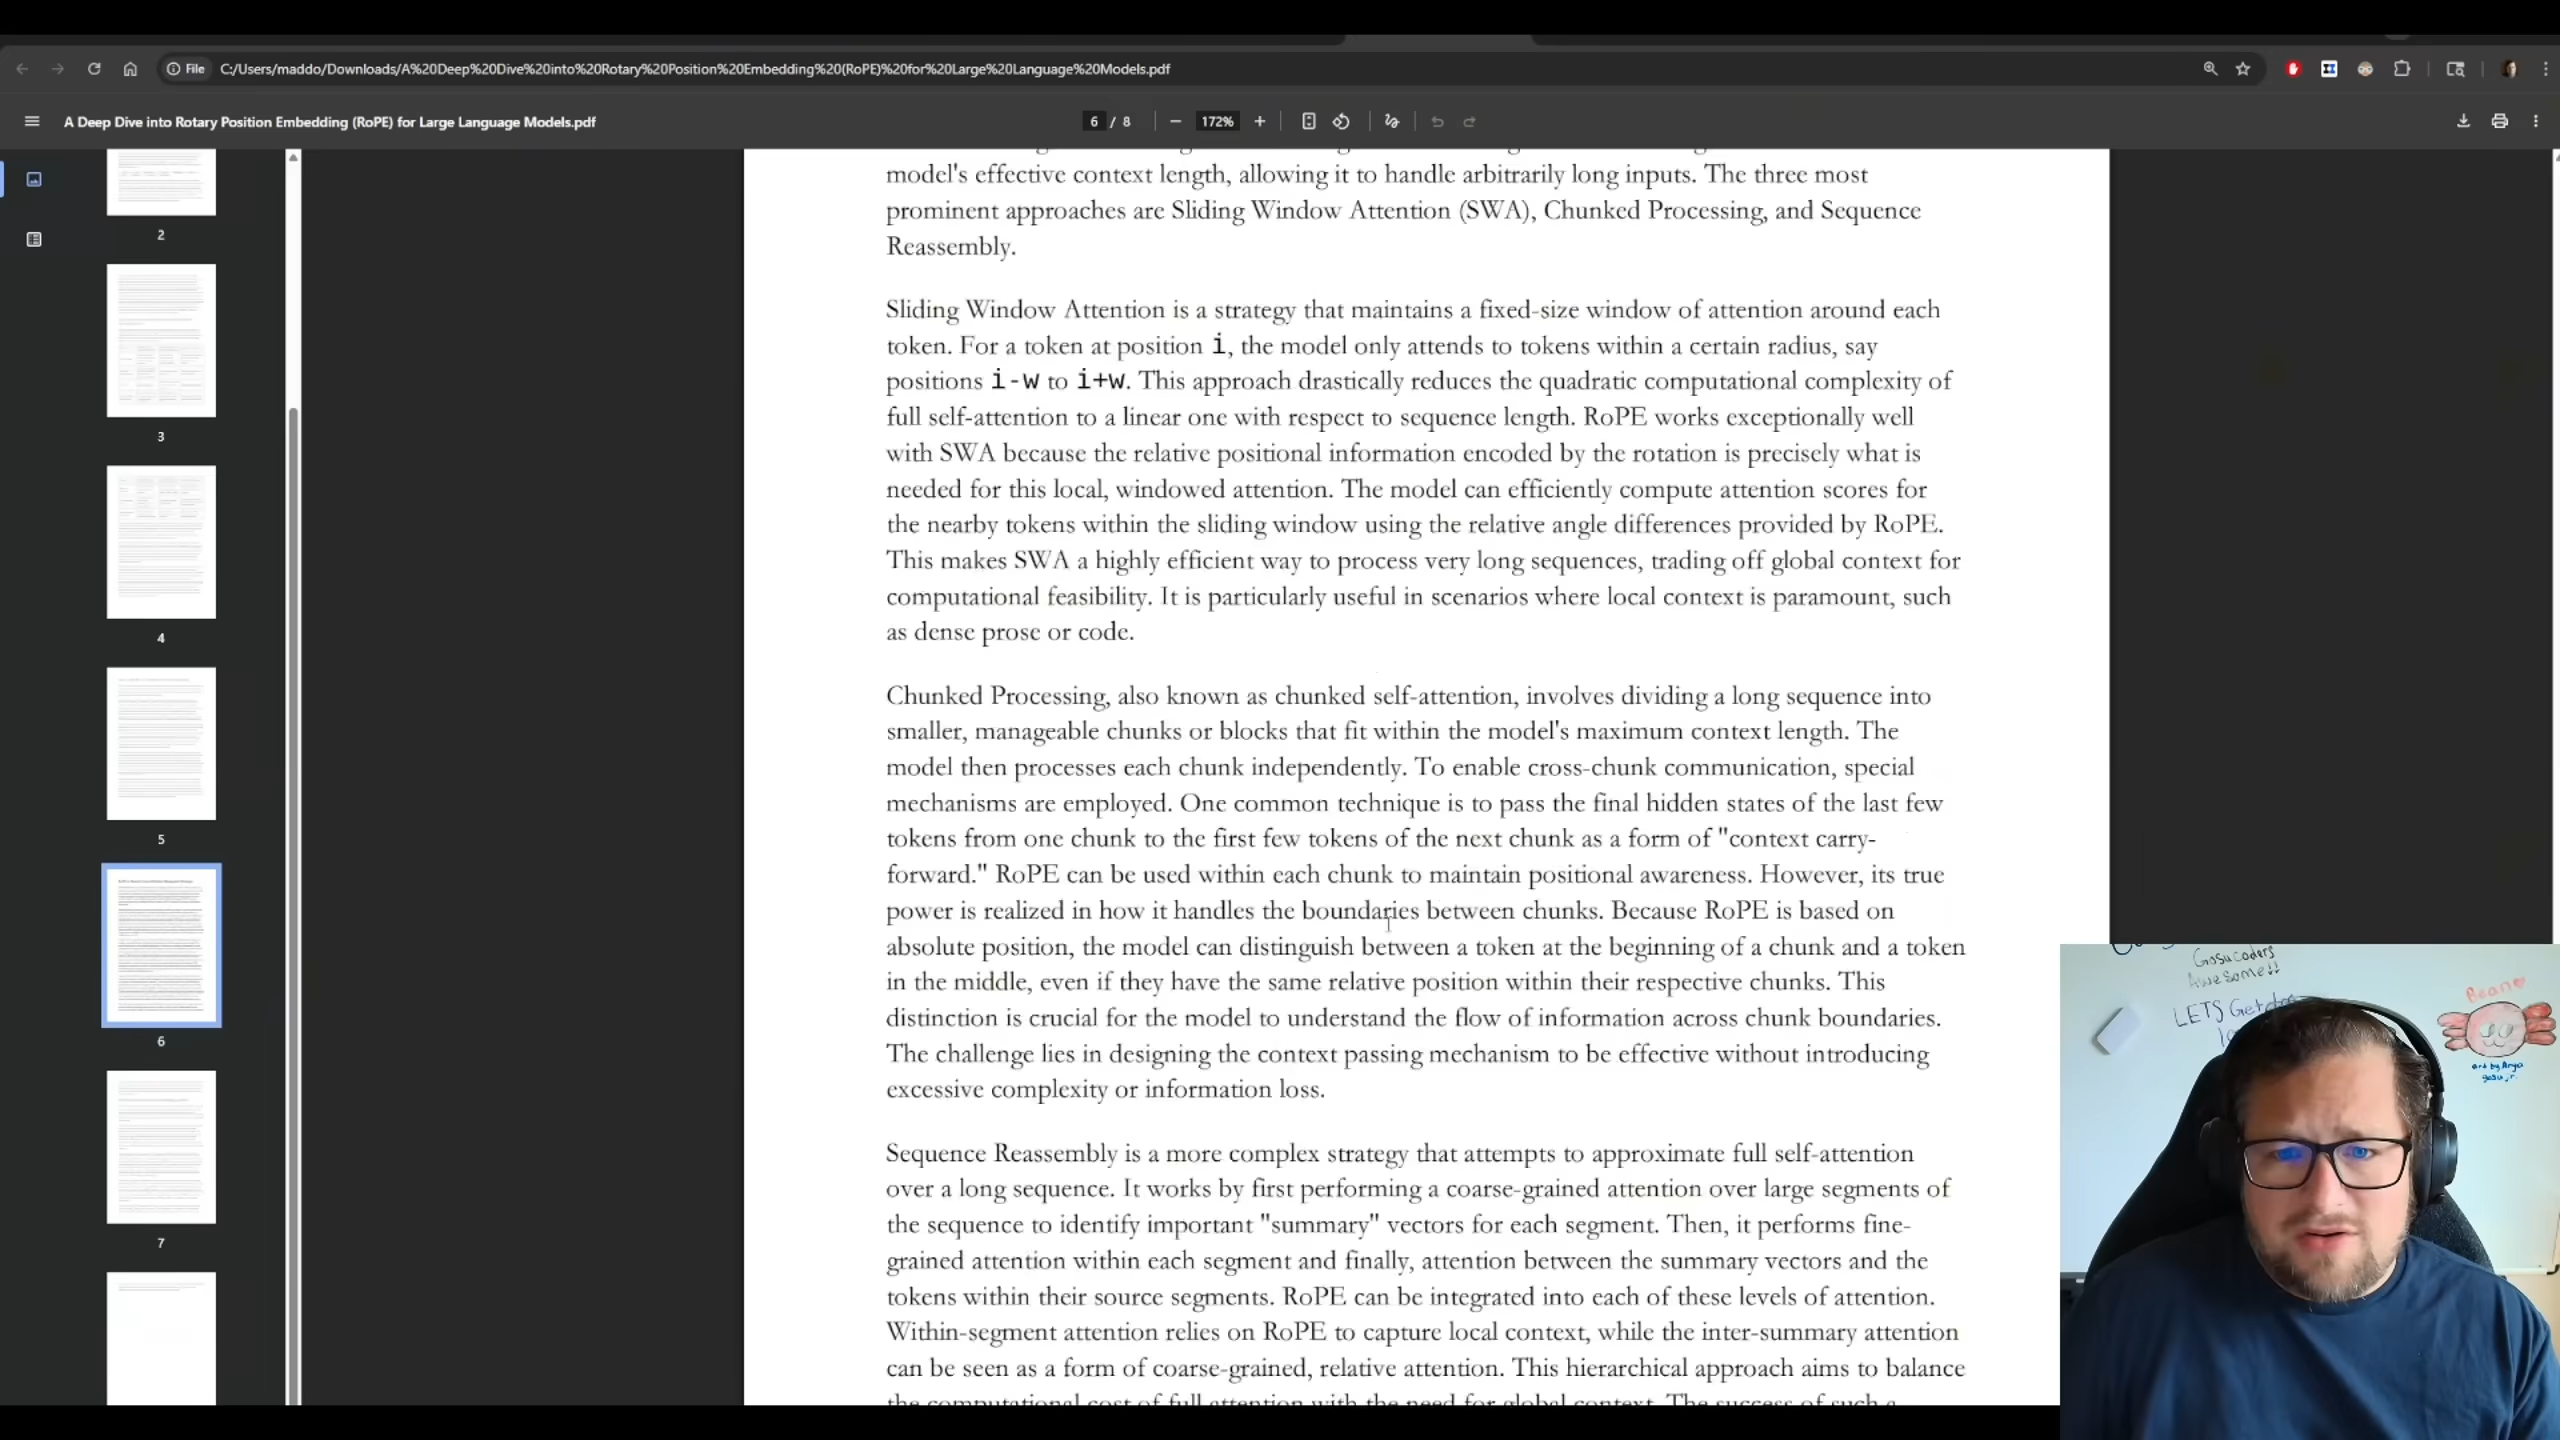 File
C:/Users/maddo/Downloads/A%20Deep%20Dive%20into%20Rotary%20Position%20Embedding%20(RoPE)%20for%20Large%20Language%20Models.pdf
A Deep Dive into Rotary Position Embedding (RoPE) for Large Language Models.pdf
6 / 8
172%
2
3
4
5
6
7
model's effective context length, allowing it to handle arbitrarily long inputs. The three most
prominent approaches are Sliding Window Attention (SWA), Chunked Processing, and Sequence
Reassembly.
Sliding Window Attention is a strategy that maintains a fixed-size window of attention around each
token. For a token at position i, the model only attends to tokens within a certain radius, say
positions i-w to i+w. This approach drastically reduces the quadratic computational complexity of
full self-attention to a linear one with respect to sequence length. RoPE works exceptionally well
with SWA because the relative positional information encoded by the rotation is precisely what is
needed for this local, windowed attention. The model can efficiently compute attention scores for
the nearby tokens within the sliding window using the relative angle differences provided by RoPE.
This makes SWA a highly efficient way to process very long sequences, trading off global context for
computational feasibility. It is particularly useful in scenarios where local context is paramount, such
as dense prose or code.
Chunked Processing, also known as chunked self-attention, involves dividing a long sequence into
smaller, manageable chunks or blocks that fit within the model's maximum context length. The
model then processes each chunk independently. To enable cross-chunk communication, special
mechanisms are employed. One common technique is to pass the final hidden states of the last few
tokens from one chunk to the first few tokens of the next chunk as a form of "context carry-
forward." RoPE can be used within each chunk to maintain positional awareness. However, its true
power is realized in how it handles the boundaries between chunks. Because RoPE is based on
absolute position, the model can distinguish between a token at the beginning of a chunk and a token
in the middle, even if they have the same relative position within their respective chunks. This
distinction is crucial for the model to understand the flow of information across chunk boundaries.
The challenge lies in designing the context passing mechanism to be effective without introducing
excessive complexity or information loss.
Sequence Reassembly is a more complex strategy that attempts to approximate full self-attention
over a long sequence. It works by first performing a coarse-grained attention over large segments of
the sequence to identify important "summary" vectors for each segment. Then, it performs fine-
grained attention within each segment and finally, attention between the summary vectors and the
tokens within their source segments. RoPE can be integrated into each of these levels of attention.
Within-segment attention relies on RoPE to capture local context, while the inter-summary attention
can be seen as a form of coarse-grained, relative attention. This hierarchical approach aims to balance
the computational cost of full attention with the need for global context. The success of such a
Gosucoders
Awesome!!
LETS Get
Bean
art by Arya